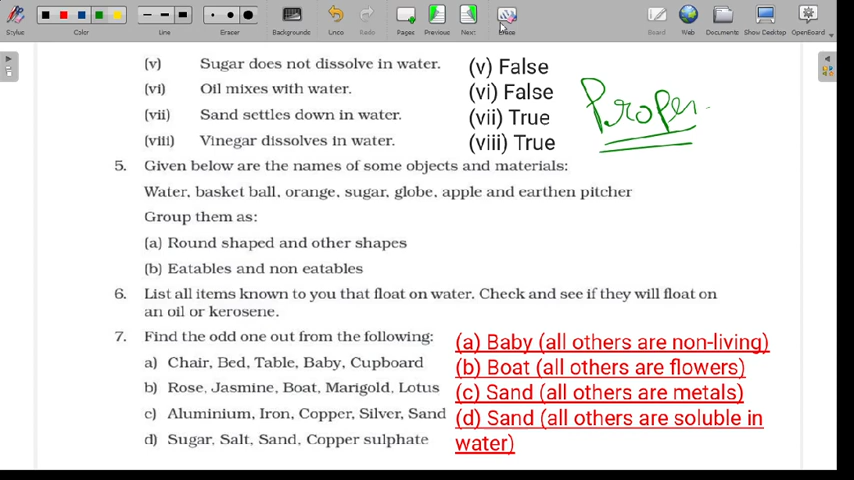 Stylus
Color
Line
Eraser
Backgrounds
Undo
Redo
Pages
Previous
Next
Erase
Board
Web
Documents
Show Desktop
OpenBoard
(v) Sugar does not dissolve in water. (v) False
(vi) Oil mixes with water. (vi) False
(vii) Sand settles down in water. (vii) True
(viii) Vinegar dissolves in water. (viii) True
Proper
5. Given below are the names of some objects and materials:
Water, basket ball, orange, sugar, globe, apple and earthen pitcher
Group them as:
(a) Round shaped and other shapes
(b) Eatables and non eatables
6. List all items known to you that float on water. Check and see if they will float on
an oil or kerosene.
7. Find the odd one out from the following: (a) Baby (all others are non-living)
a) Chair, Bed, Table, Baby, Cupboard (b) Boat (all others are flowers)
b) Rose, Jasmine, Boat, Marigold, Lotus (c) Sand (all others are metals)
c) Aluminium, Iron, Copper, Silver, Sand (d) Sand (all others are soluble in
d) Sugar, Salt, Sand, Copper sulphate water)